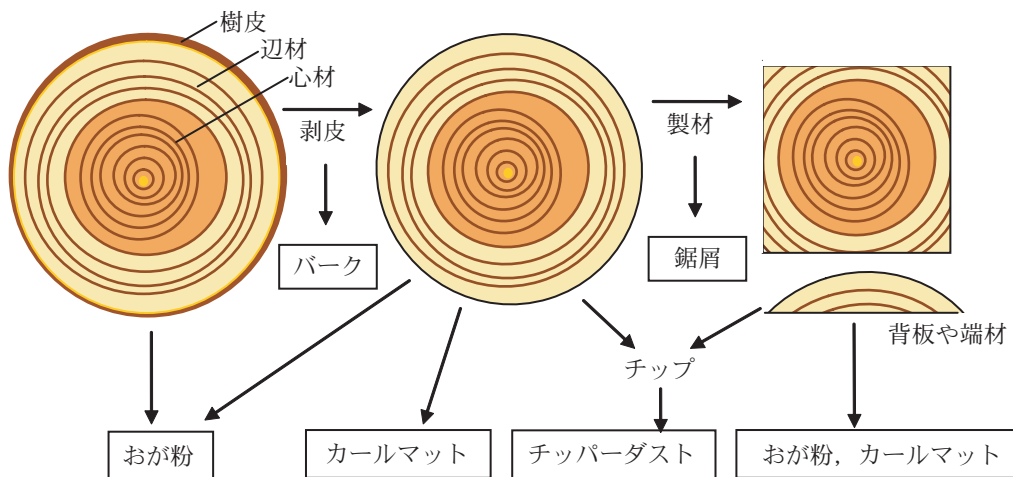 樹皮
辺材
心材
剥皮
製材
バーク
鋸屑
背板や端材
チップ
おが粉
カールマット
チッパーダスト
おが粉，カールマット